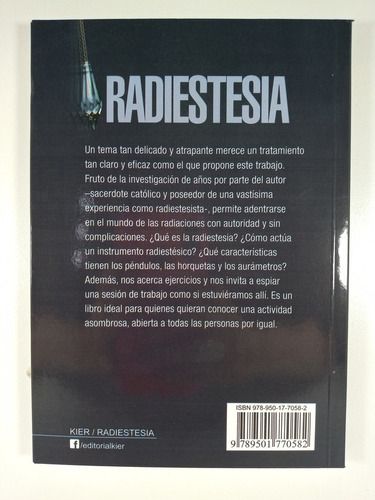 RADIESTESIA
Un tema tan delicado y atrapante merece un tratamiento
tan claro y eficaz como el que propone este trabajo.
Fruto de la investigación de años por parte del autor
–sacerdote católico y poseedor de una vastísima
experiencia como radiestesista-, permite adentrarse
en el mundo de las radiaciones con autoridad y sin
complicaciones. ¿Qué es la radiestesia? ¿Cómo actúa
un instrumento radiestésico? ¿Qué características
tienen los péndulos, las horquetas y los aurámetros?
Además, nos acerca ejercicios y nos invita a espiar
una sesión de trabajo como si estuviéramos allí. Es un
libro ideal para quienes quieran conocer una actividad
asombrosa, abierta a todas las personas por igual.
ISBN 978-950-17-7058-2
9 789501 770582
KIER / RADIESTESIA
f/editorialkier